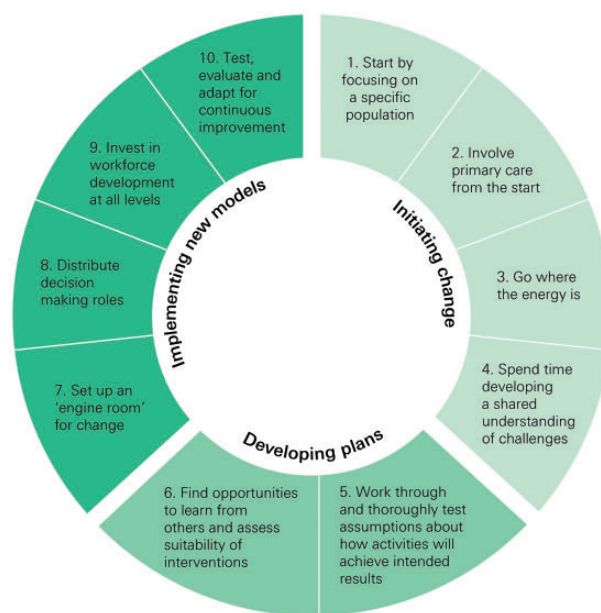 1. Start by
focusing on
a specific
population
2. Involve
primary care
from the start
3. Go where
the energy is
4. Spend time
developing
a shared
understanding
of challenges
Initiating change
5. Work through
and thoroughly test
assumptions about
how activities will
achieve intended
results
6. Find opportunities
to learn from
others and assess
suitability of
interventions
Developing plans
7. Set up an
‘engine room’
for change
8. Distribute
decision
making roles
9. Invest in
workforce
development
at all levels
10. Test,
evaluate and
adapt for
continuous
improvement
Implementing new models